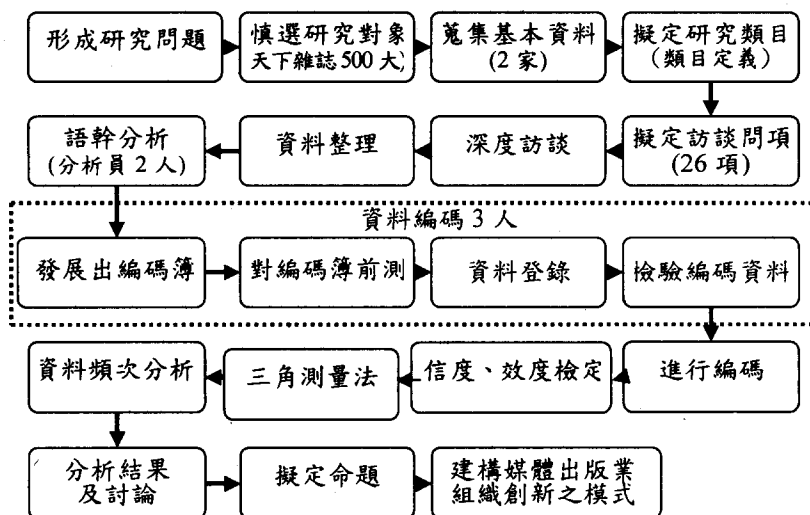 形成研究問題
慎選研究對象
天下雜誌500大)
蒐集基本資料
(2家)
擬定研究類目
(類目定義)
語幹分析
(分析員2人)
資料整理
深度訪談
擬定訪談問項
(26項)
資料編碼3人
發展出編碼簿
對編碼簿前測
資料登錄
檢驗編碼資料
資料頻次分析
三角測量法
信度、效度檢定
進行編碼
分析結果
及討論
擬定命題
建構媒體出版業
組織創新之模式